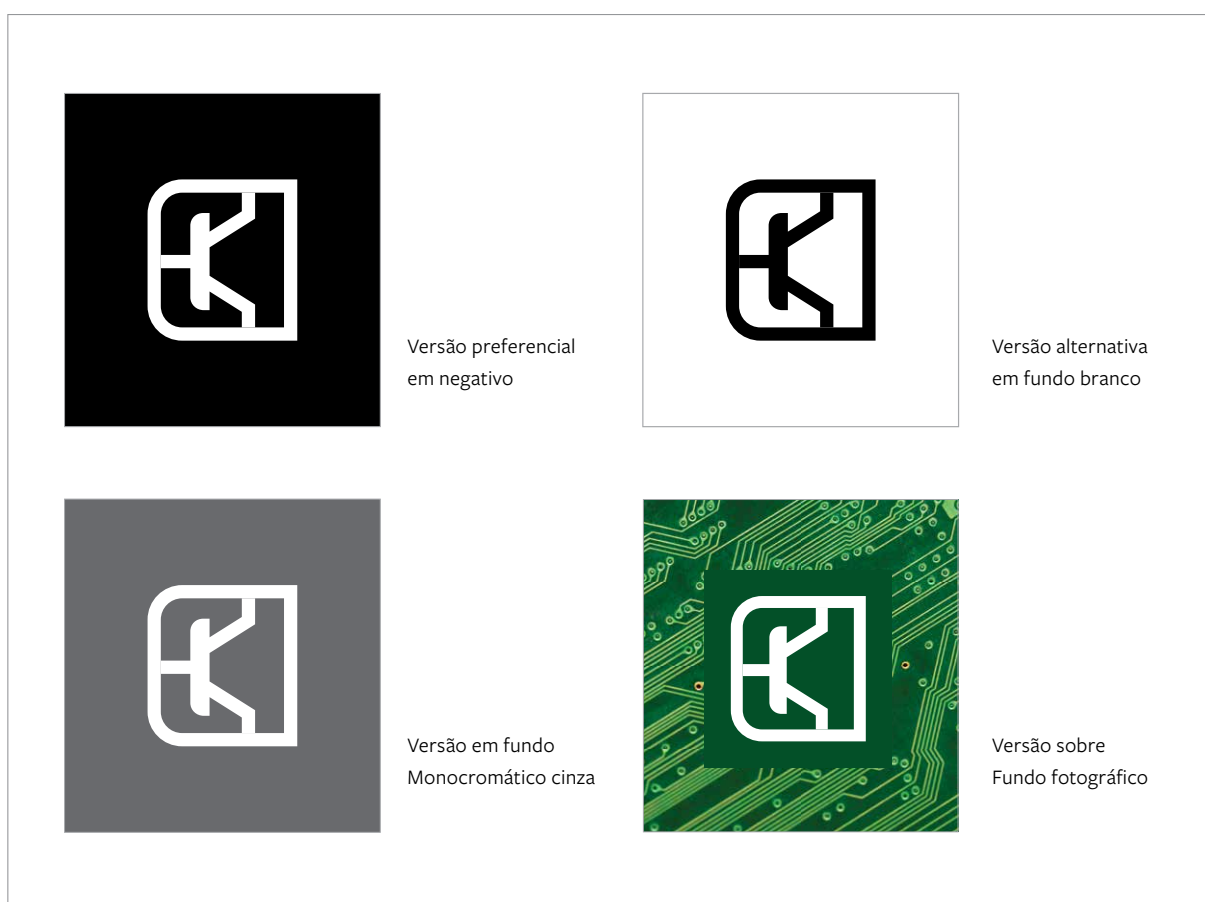 Versão preferencial
em negativo
Versão alternativa
em fundo branco
Versão em fundo
Monocromático cinza
Versão sobre
Fundo fotográfico